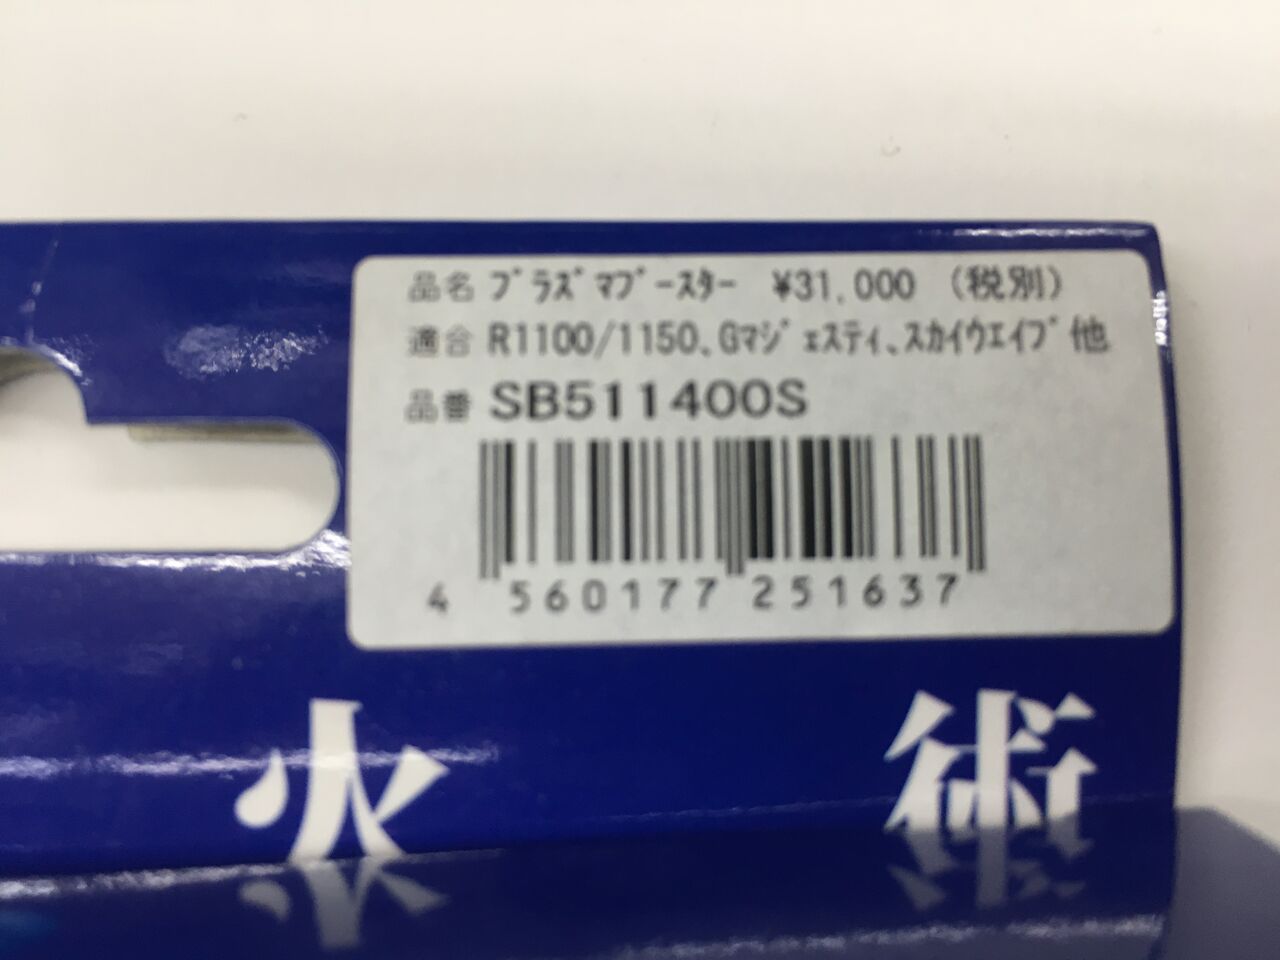 品名 ﾌﾟﾗｽﾞﾏﾌﾞｰｽﾀｰ ¥31,000 (税別)
適合 R1100/1150､Gﾏｼﾞｪｽﾃｨ､ｽｶｲｳｴｲﾌﾞ他
品番 SB511400S
4 560177 251637
火 術